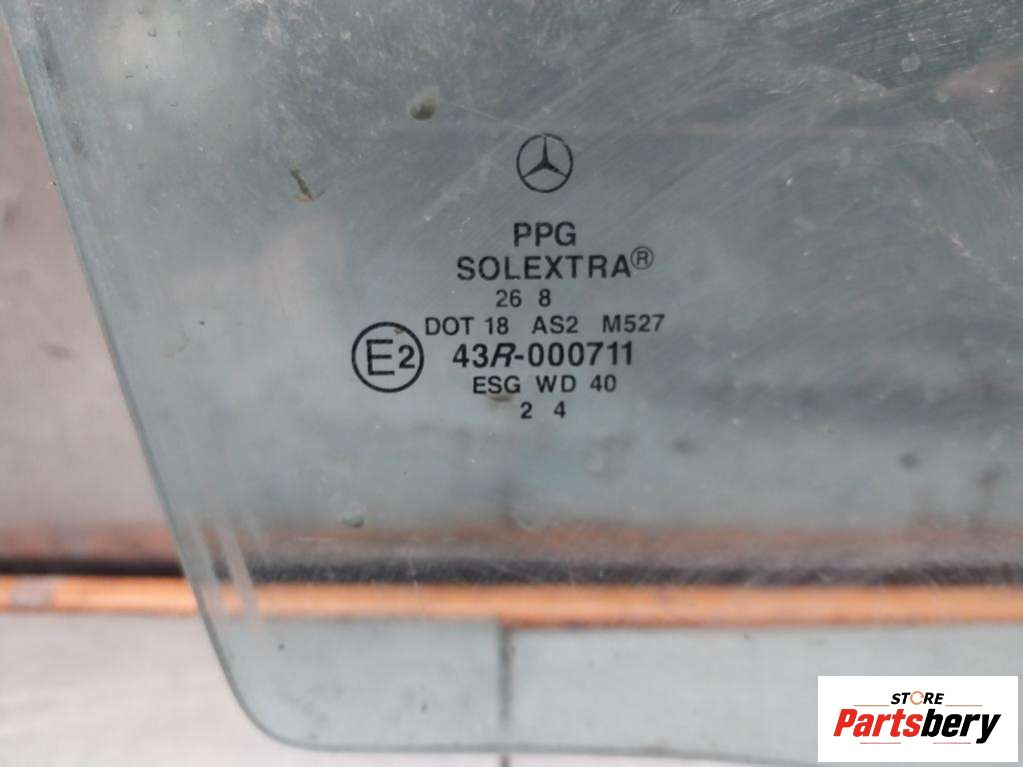 PPG
SOLEXTRA®
26 8
DOT 18 AS2 M527
E2 43R-000711
ESG WD 40
2 4
STORE
Partsbery